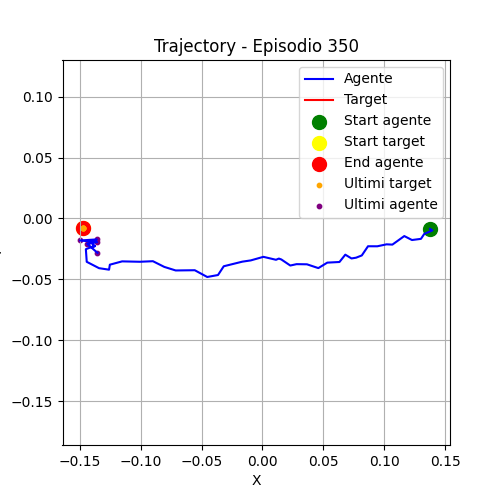 Trajectory - Episodio 350
Agente
Target
Start agente
Start target
End agente
Ultimi target
Ultimi agente
0.10
0.05
0.00
−0.05
−0.10
−0.15
−0.15
−0.10
−0.05
0.00
0.05
0.10
0.15
X